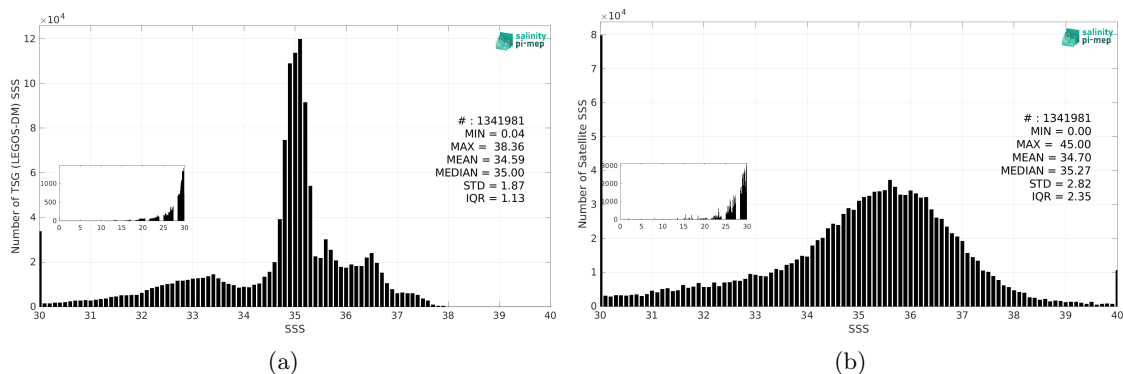 ×10⁴
salinity
pi-mep
Number of TSG (LEGOS-DM) SSS
12
10
8
6
4
2
0
# : 1341981
MIN = 0.04
MAX = 38.36
MEAN = 34.59
MEDIAN = 35.00
STD = 1.87
IQR = 1.13
1000
500
0
0 5 10 15 20 25 30
30 31 32 33 34 35 36 37 38 39 40
SSS
(a)
×10⁴
salinity
pi-mep
Number of Satellite SSS
8
7
6
5
4
3
2
1
0
# : 1341981
MIN = 0.00
MAX = 45.00
MEAN = 34.70
MEDIAN = 35.27
STD = 2.82
IQR = 2.35
3000
2000
1000
0
0 5 10 15 20 25 30
30 31 32 33 34 35 36 37 38 39 40
SSS
(b)